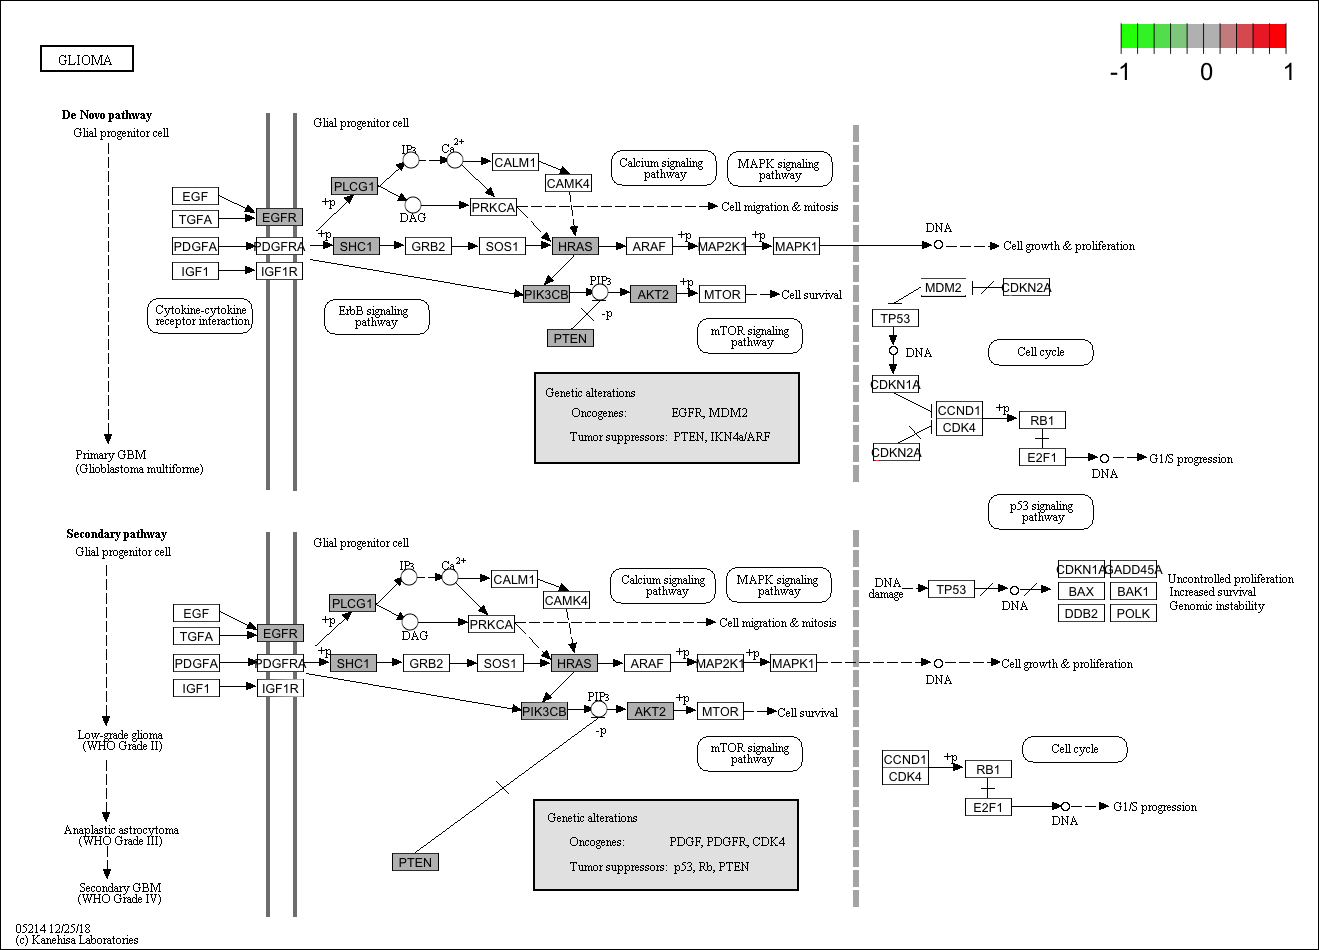 GLIOMA
-1 0 1
De Novo pathway
Glial progenitor cell
Primary GBM
(Glioblastoma multiforme)
EGF
TGFA
PDGFA
IGF1
EGFR
PDGFRA
IGF1R
Cytokine-cytokine
receptor interaction
Glial progenitor cell
IP3
Ca2+
CALM1
CAMK4
PLCG1
DAG
PRKCA
Cell migration & mitosis
Calcium signaling
pathway
MAPK signaling
pathway
+p
+p
SHC1
GRB2
SOS1
HRAS
ARAF
+p
MAP2K1
+p
MAPK1
DNA
Cell growth & proliferation
PIK3CB
PIP3
AKT2
+p
MTOR
Cell survival
-p
PTEN
ErbB signaling
pathway
mTOR signaling
pathway
Genetic alterations
Oncogenes: EGFR, MDM2
Tumor suppressors: PTEN, IKN4a/ARF
MDM2
CDKN2A
TP53
DNA
CDKN1A
Cell cycle
CCND1
CDK4
+p
RB1
CDKN2A
E2F1
DNA
G1/S progression
p53 signaling
pathway
Secondary pathway
Glial progenitor cell
Low-grade glioma
(WHO Grade II)
Anaplastic astrocytoma
(WHO Grade III)
Secondary GBM
(WHO Grade IV)
EGF
TGFA
PDGFA
IGF1
EGFR
PDGFRA
IGF1R
Glial progenitor cell
IP3
Ca2+
CALM1
CAMK4
PLCG1
DAG
PRKCA
Cell migration & mitosis
Calcium signaling
pathway
MAPK signaling
pathway
+p
+p
SHC1
GRB2
SOS1
HRAS
ARAF
+p
MAP2K1
+p
MAPK1
DNA
Cell growth & proliferation
PIK3CB
PIP3
AKT2
+p
MTOR
Cell survival
-p
PTEN
mTOR signaling
pathway
Genetic alterations
Oncogenes: PDGF, PDGFR, CDK4
Tumor suppressors: p53, Rb, PTEN
DNA
damage
TP53
DNA
CDKN1A
GADD45A
BAX
BAK1
DDB2
POLK
Uncontrolled proliferation
Increased survival
Genomic instability
CCND1
CDK4
+p
RB1
E2F1
DNA
G1/S progression
Cell cycle
05214 12/25/18
(c) Kanehisa Laboratories